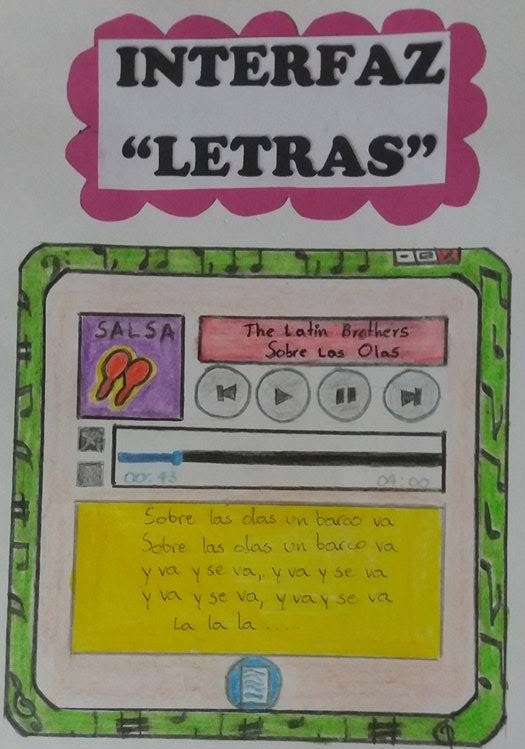 INTERFAZ
“LETRAS”
SALSA
The Latin Brothers
Sobre Las Olas
00:43
04:00
Sobre las olas un barco va
Sobre las olas un barco va
y va y se va, y va y se va
y va y se va, y va y se va
La la la .....